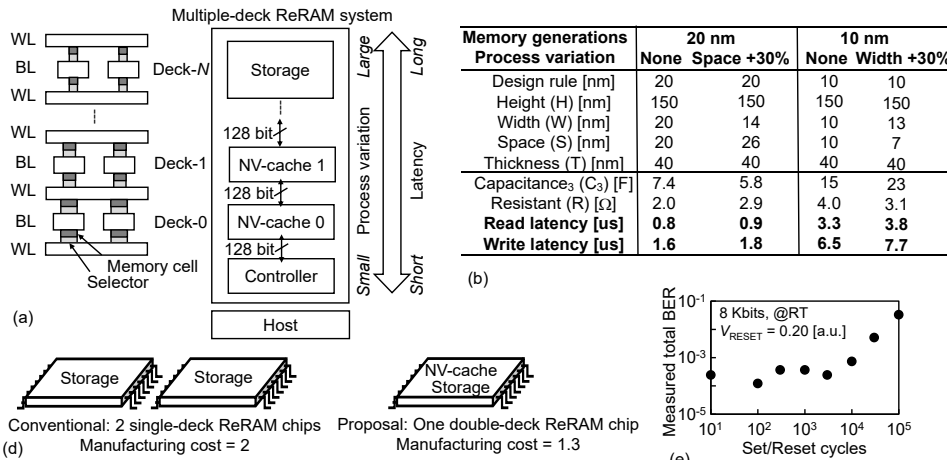 Multiple-deck ReRAM system
WL
BL
WL
Deck-N
WL
BL
WL
BL
WL
Deck-1
Deck-0
Memory cell
Selector
(a)
Storage
128 bit
NV-cache 1
128 bit
NV-cache 0
128 bit
Controller
Host
Large
Process variation
Small
Long
Latency
Short
Memory generations 20 nm 10 nm
Process variation None Space +30% None Width +30%
Design rule [nm] 20 20 10 10
Height (H) [nm] 150 150 150 150
Width (W) [nm] 20 14 10 13
Space (S) [nm] 20 26 10 7
Thickness (T) [nm] 40 40 40 40
Capacitance₃ (C₃) [F] 7.4 5.8 15 23
Resistant (R) [Ω] 2.0 2.9 4.0 3.1
Read latency [us] 0.8 0.9 3.3 3.8
Write latency [us] 1.6 1.8 6.5 7.7
(b)
Storage
Storage
Conventional: 2 single-deck ReRAM chips
Manufacturing cost = 2
(d)
NV-cache
Storage
Proposal: One double-deck ReRAM chip
Manufacturing cost = 1.3
Measured total BER
10⁻¹
10⁻³
10⁻⁵
8 Kbits, @RT
V_RESET = 0.20 [a.u.]
10¹ 10² 10³ 10⁴ 10⁵
Set/Reset cycles